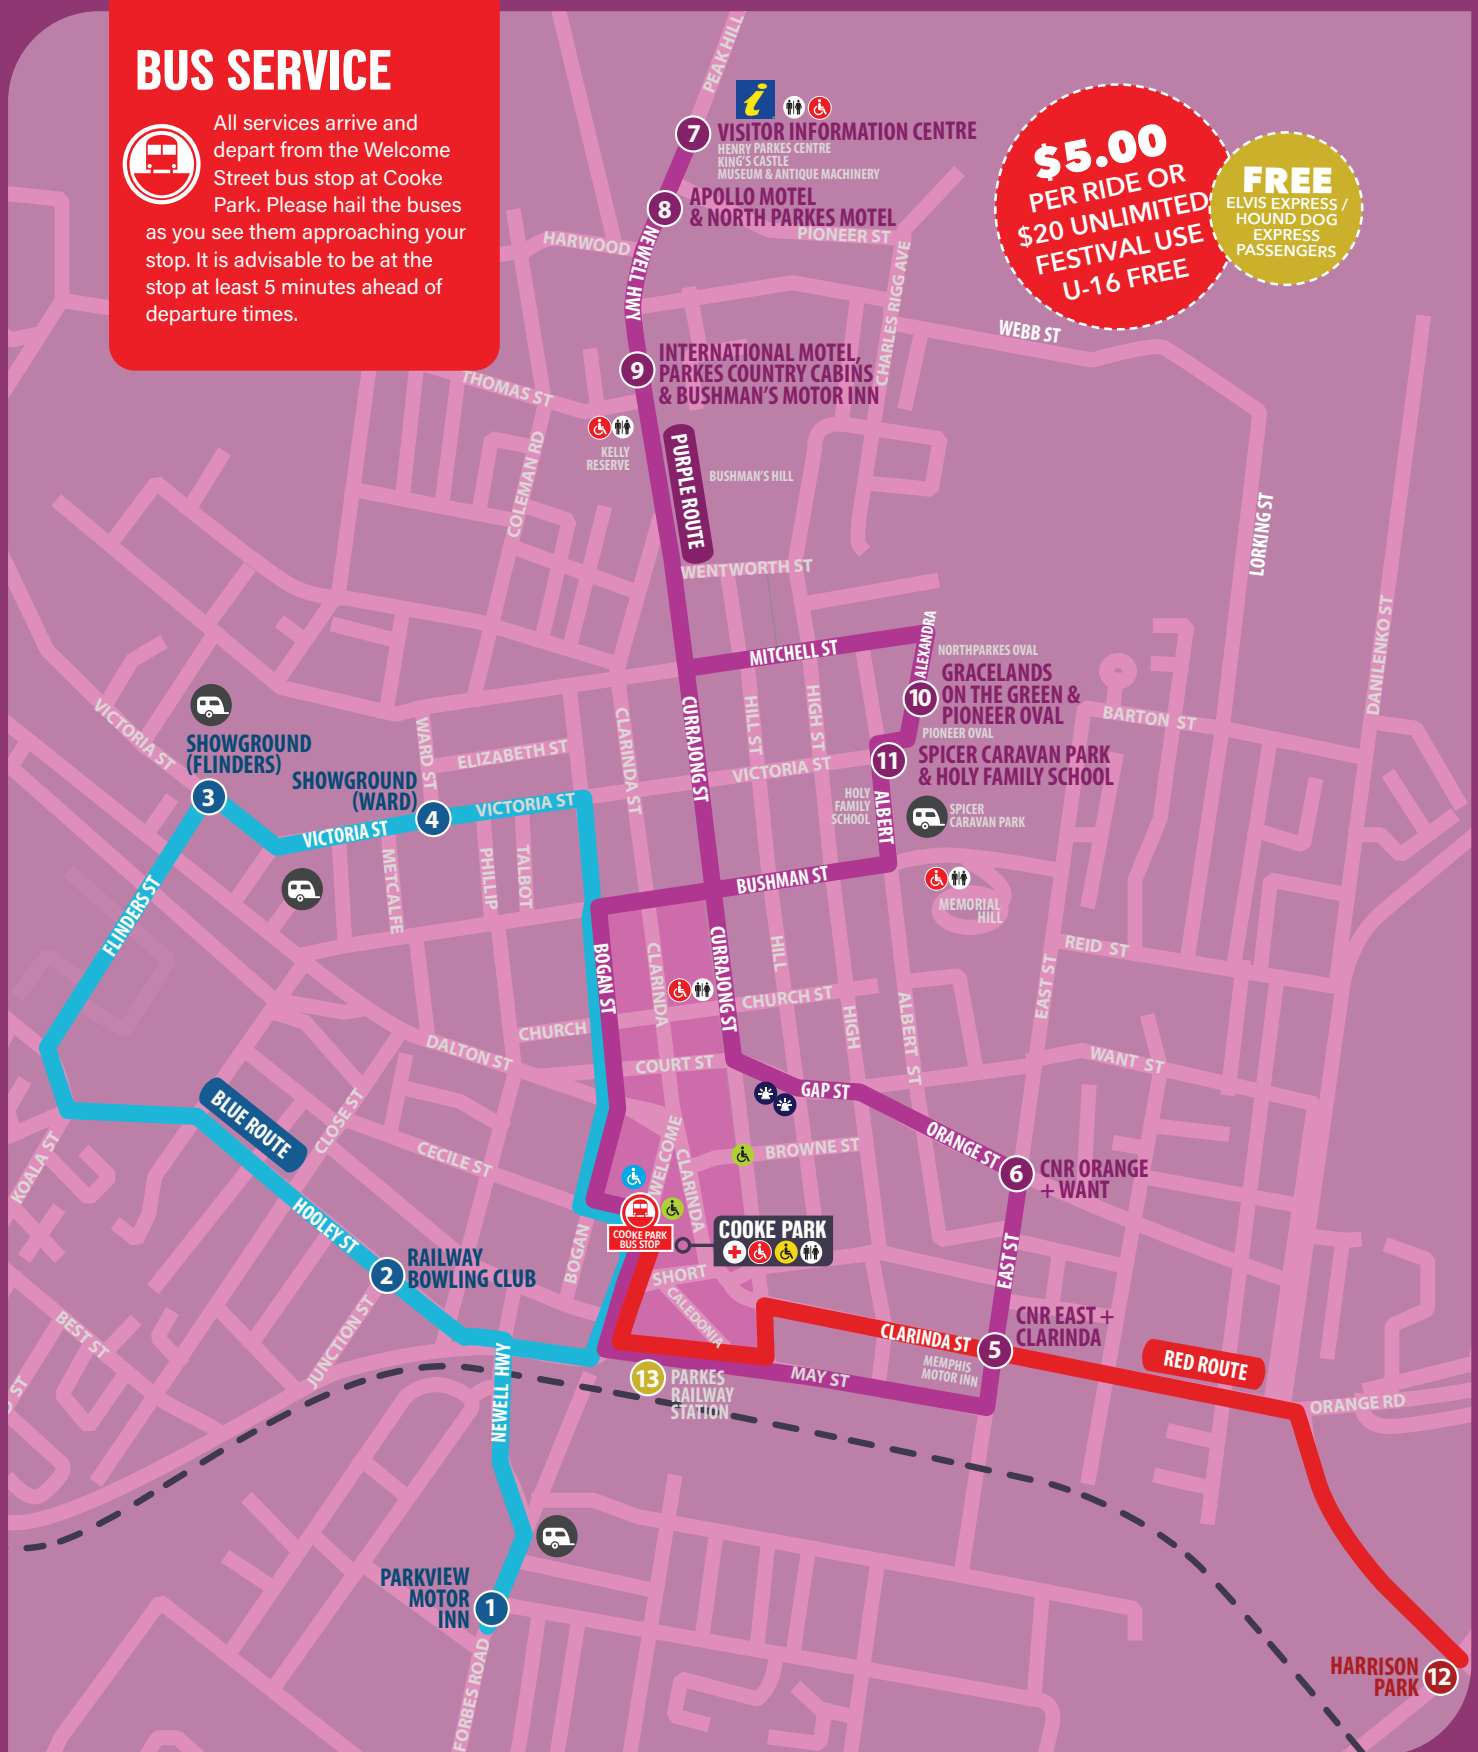 BUS SERVICE
All services arrive and
depart from the Welcome
Street bus stop at Cooke
Park. Please hail the buses
as you see them approaching your
stop. It is advisable to be at the
stop at least 5 minutes ahead of
departure times.
$5.00
PER RIDE OR
$20 UNLIMITED
FESTIVAL USE
U-16 FREE
FREE
ELVIS EXPRESS /
HOUND DOG
EXPRESS
PASSENGERS
PEAK HILL
i
7
VISITOR INFORMATION CENTRE
HENRY PARKES CENTRE
KING'S CASTLE
MUSEUM & ANTIQUE MACHINERY
8
APOLLO MOTEL
& NORTH PARKES MOTEL
HARWOOD
NEWELL HWY
PIONEER ST
CHARLES RIGG AVE
WEBB ST
9
INTERNATIONAL MOTEL,
PARKES COUNTRY CABINS
& BUSHMAN'S MOTOR INN
THOMAS ST
KELLY
RESERVE
COLEMAN RD
PURPLE ROUTE
BUSHMAN'S HILL
LORKING ST
WENTWORTH ST
MITCHELL ST
ALEXANDRA
NORTHPARKES OVAL
10
GRACELANDS
ON THE GREEN &
PIONEER OVAL
PIONEER OVAL
DANILENKO ST
BARTON ST
11
SPICER CARAVAN PARK
& HOLY FAMILY SCHOOL
HOLY
FAMILY
SCHOOL
ALBERT
SPICER
CARAVAN PARK
VICTORIA ST
SHOWGROUND
(FLINDERS)
3
SHOWGROUND
(WARD)
4
WARD ST
ELIZABETH ST
CLARINDA ST
CURRAJONG ST
HILL ST
HIGH ST
VICTORIA ST
VICTORIA ST
VICTORIA ST
METCALFE
PHILLIP
TALBOT
FLINDERS ST
BUSHMAN ST
MEMORIAL
HILL
BOGAN ST
CLARINDA
CURRAJONG ST
HILL
REID ST
EAST ST
CHURCH
CHURCH ST
HIGH
ALBERT ST
DALTON ST
COURT ST
WANT ST
GAP ST
BLUE ROUTE
CLOSE ST
KOALA ST
CECILE ST
WELCOME
CLARINDA
BROWNE ST
ORANGE ST
6
CNR ORANGE
+ WANT
HOOLEY ST
COOKE PARK
BUS STOP
COOKE PARK
2
RAILWAY
BOWLING CLUB
BOGAN
SHORT
CALEDONIA
EAST ST
BEST ST
JUNCTION ST
CLARINDA ST
5
CNR EAST +
CLARINDA
MEMPHIS
MOTOR INN
RED ROUTE
13
PARKES
RAILWAY
STATION
MAY ST
ORANGE RD
ST
NEWELL HWY
PARKVIEW
MOTOR
INN
1
FORBES ROAD
HARRISON
PARK
12